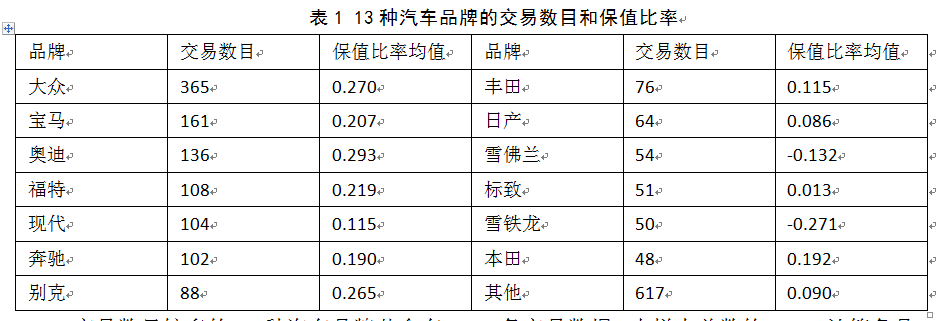 表1 13种汽车品牌的交易数目和保值比率
品牌 交易数目 保值比率均值 品牌 交易数目 保值比率均值
大众 365 0.270 丰田 76 0.115
宝马 161 0.207 日产 64 0.086
奥迪 136 0.293 雪佛兰 54 -0.132
福特 108 0.219 标致 51 0.013
现代 104 0.115 雪铁龙 50 -0.271
奔驰 102 0.190 本田 48 0.192
别克 88 0.265 其他 617 0.090